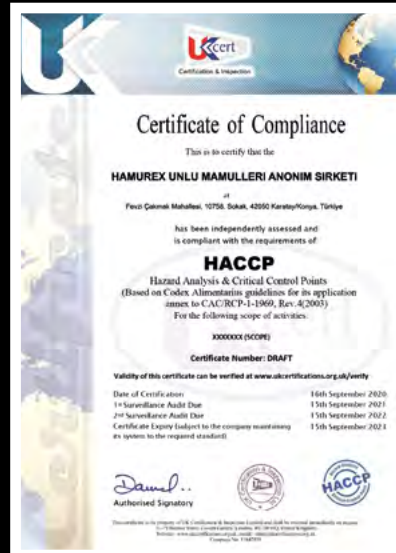 UKcert
Certification & Inspection
Certificate of Compliance
This is to certify that the
HAMUREX UNLU MAMULLERI ANONIM SIRKETI
at
Fevzi Çakmak Mahallesi, 10758. Sokak, 42050 Karatay/Konya, Türkiye
has been independently assessed and
is compliant with the requirements of
HACCP
Hazard Analysis & Critical Control Points
(Based on Codex Alimentarius guidelines for its application
annex to CAC/RCP-1-1969, Rev.4(2003)
For the following scope of activities.
XXXXXXX (SCOPE)
Certificate Number: DRAFT
Validity of this certificate can be verified at www.ukcertifications.org.uk/verify
Date of Certification 16th September 2020
1st Surveillance Audit Due 15th September 2021
2nd Surveillance Audit Due 15th September 2022
Certificate Expiry (subject to the company maintaining 15th September 2023
its system to the required standard)
Authorised Signatory
HACCP